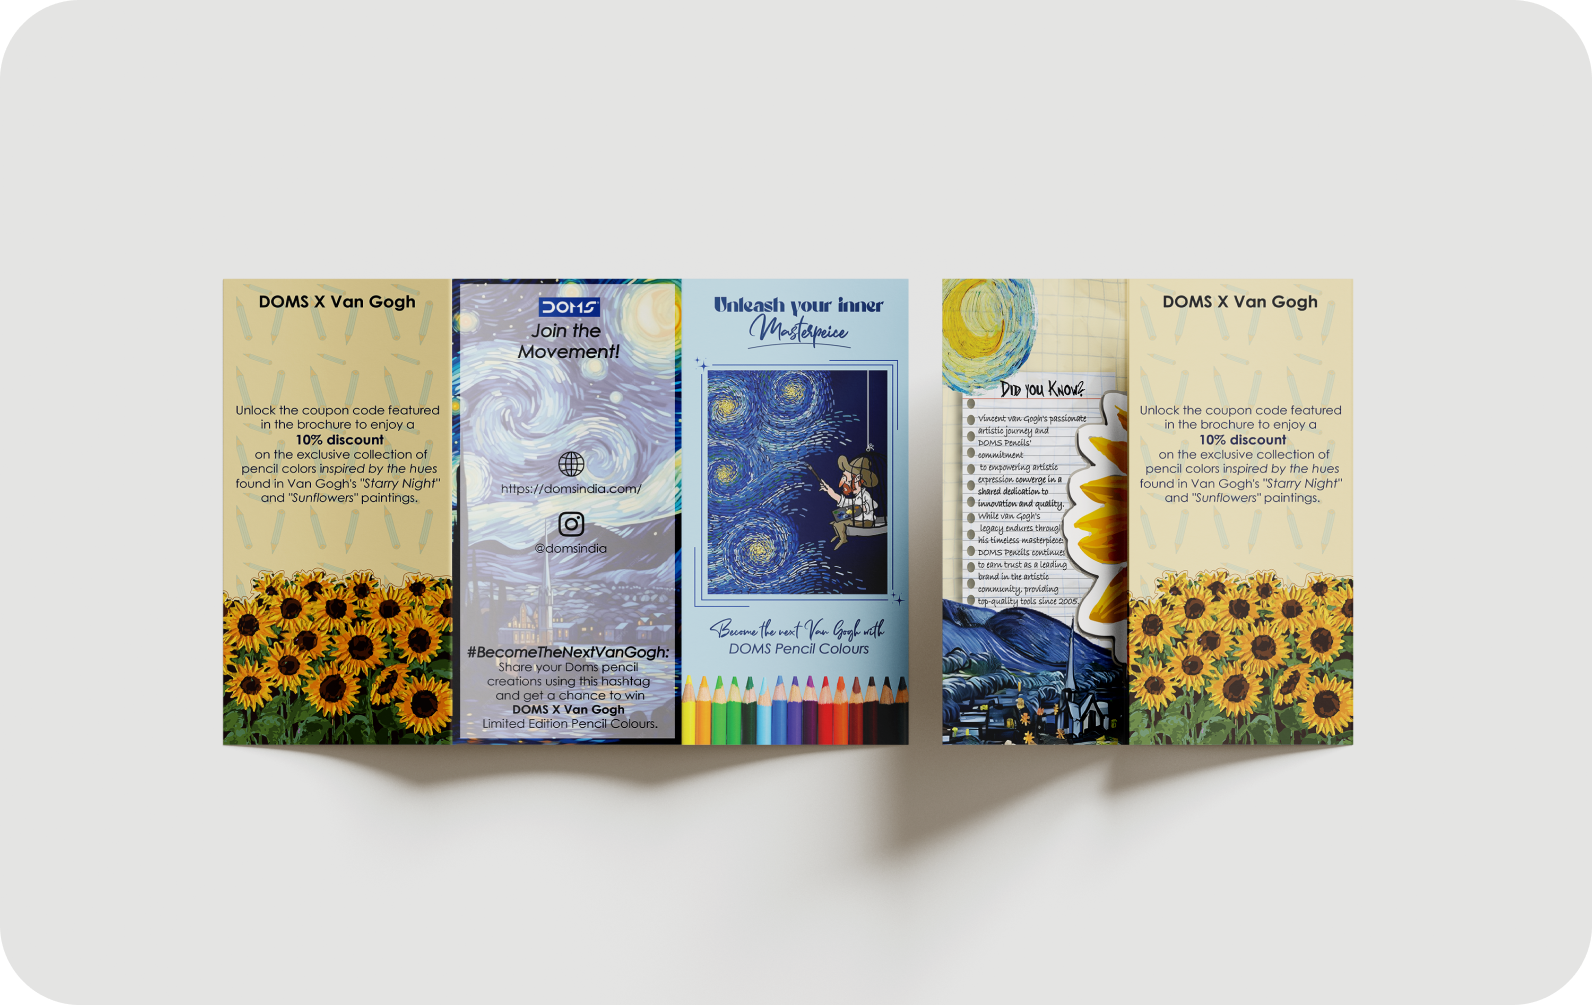 DOMS X Van Gogh
Unlock the coupon code featured
in the brochure to enjoy a
10% discount
on the exclusive collection of
pencil colors inspired by the hues
found in Van Gogh's "Starry Night"
and "Sunflowers" paintings.
DOMS
Join the
Movement!
https://domsindia.com/
@domsindia
#BecomeTheNextVanGogh:
Share your Doms pencil
creations using this hashtag
and get a chance to win
DOMS X Van Gogh
Limited Edition Pencil Colours.
Unleash your inner
Masterpeice
Become the next Van Gogh with
DOMS Pencil Colours
Did you Know?
Vincent van Gogh's passionate
artistic journey and
DOMS Pencils'
commitment
to empowering artistic
expression converge in a
shared dedication to
innovation and quality.
While van Gogh's
legacy endures through
his timeless masterpieces
DOMS Pencils continues
to earn trust as a leading
brand in the artistic
community, providing
top-quality tools since 2005.
DOMS X Van Gogh
Unlock the coupon code featured
in the brochure to enjoy a
10% discount
on the exclusive collection of
pencil colors inspired by the hues
found in Van Gogh's "Starry Night"
and "Sunflowers" paintings.